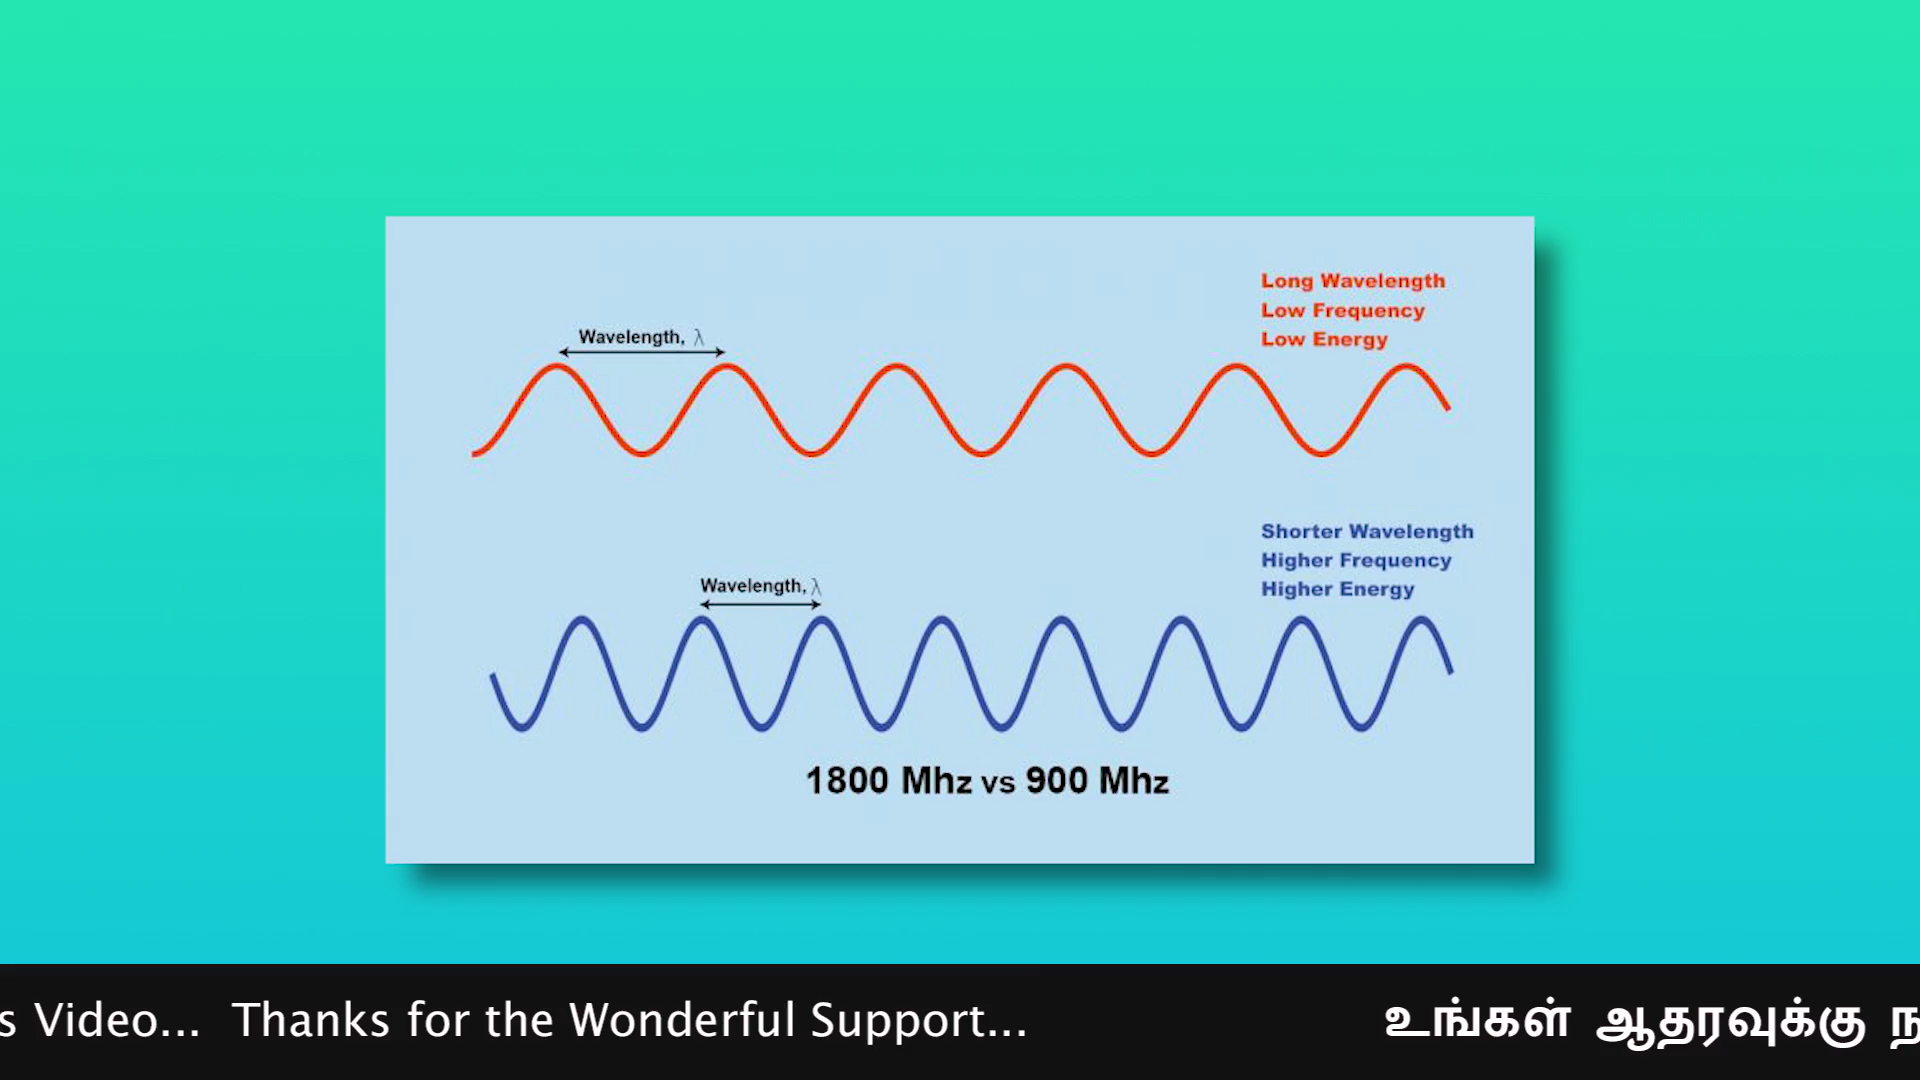 Long Wavelength
Low Frequency
Low Energy
Wavelength, λ
Shorter Wavelength
Higher Frequency
Higher Energy
Wavelength, λ
1800 Mhz vs 900 Mhz
s Video... Thanks for the Wonderful Support... உங்கள் ஆதரவுக்கு ந